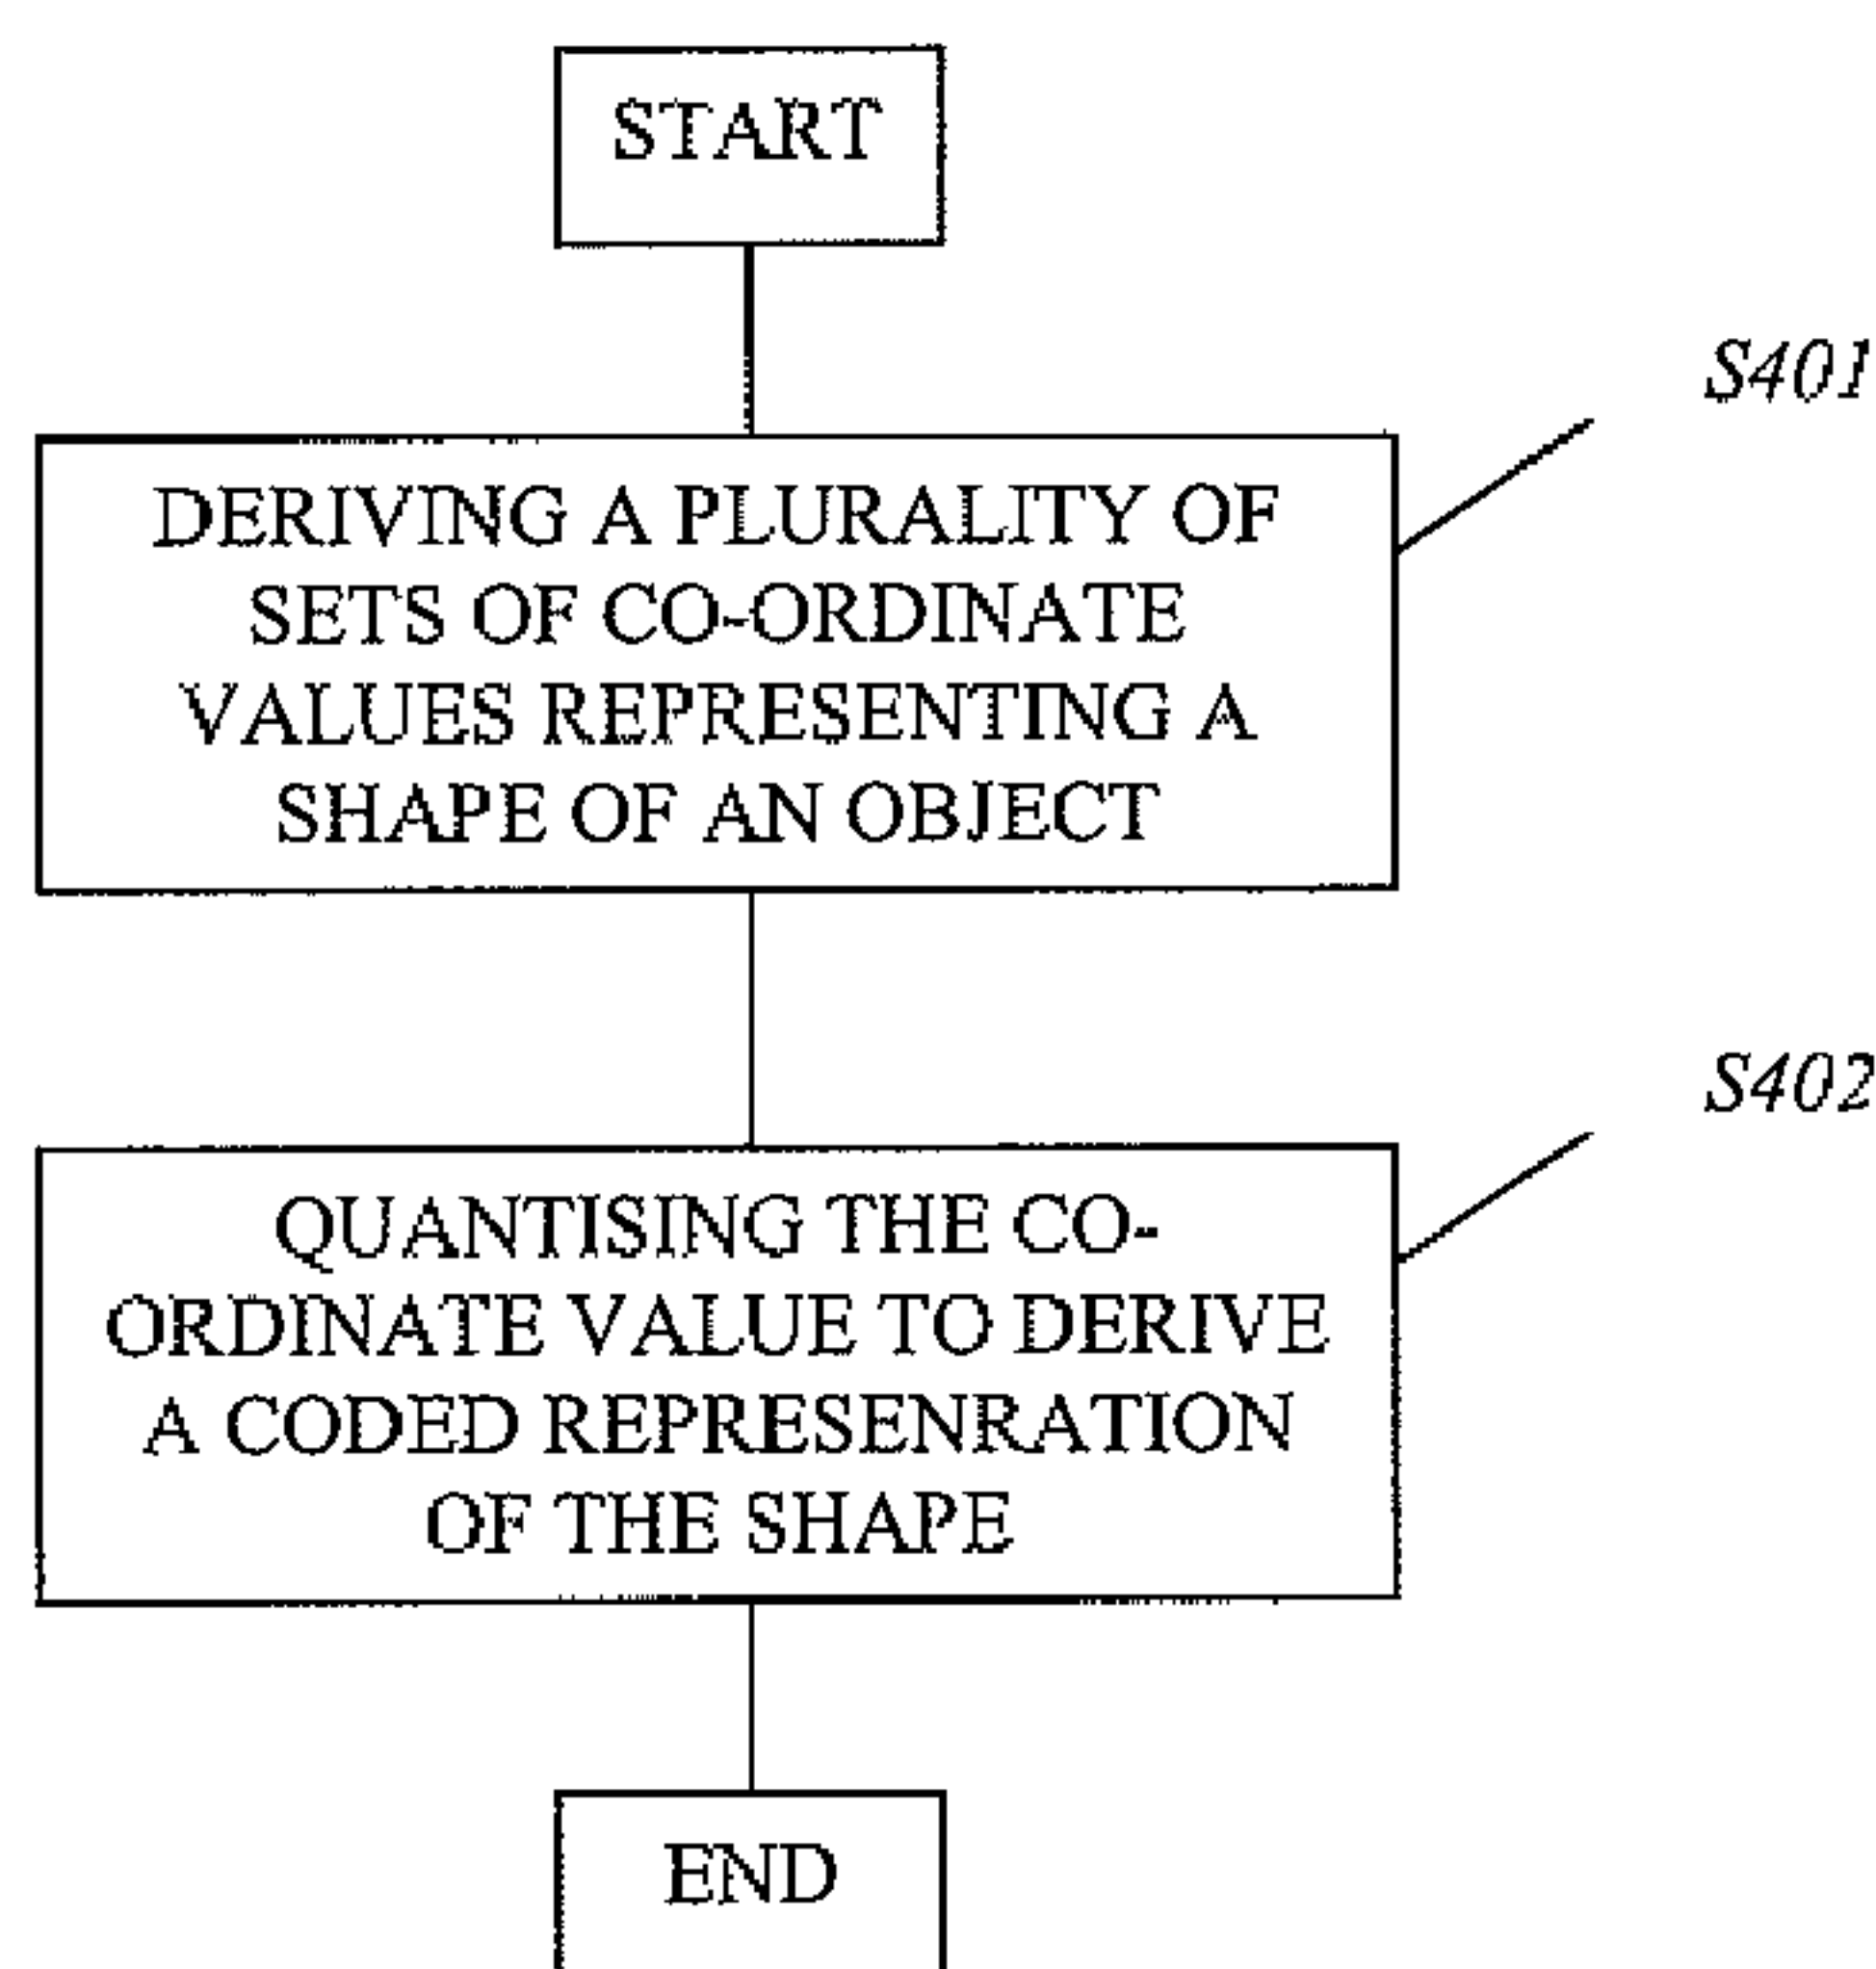 START
S401
DERIVING A PLURALITY OF
SETS OF CO-ORDINATE
VALUES REPRESENTING A
SHAPE OF AN OBJECT
S402
QUANTISING THE CO-
ORDINATE VALUE TO DERIVE
A CODED REPRESENRATION
OF THE SHAPE
END